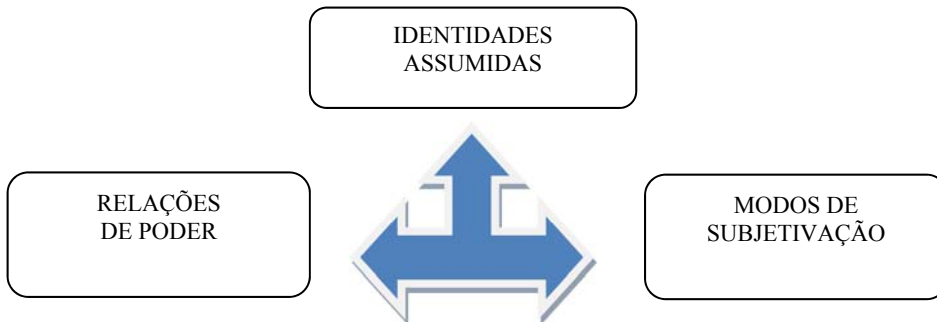 IDENTIDADES
ASSUMIDAS
RELAÇÕES
DE PODER
MODOS DE
SUBJETIVAÇÃO